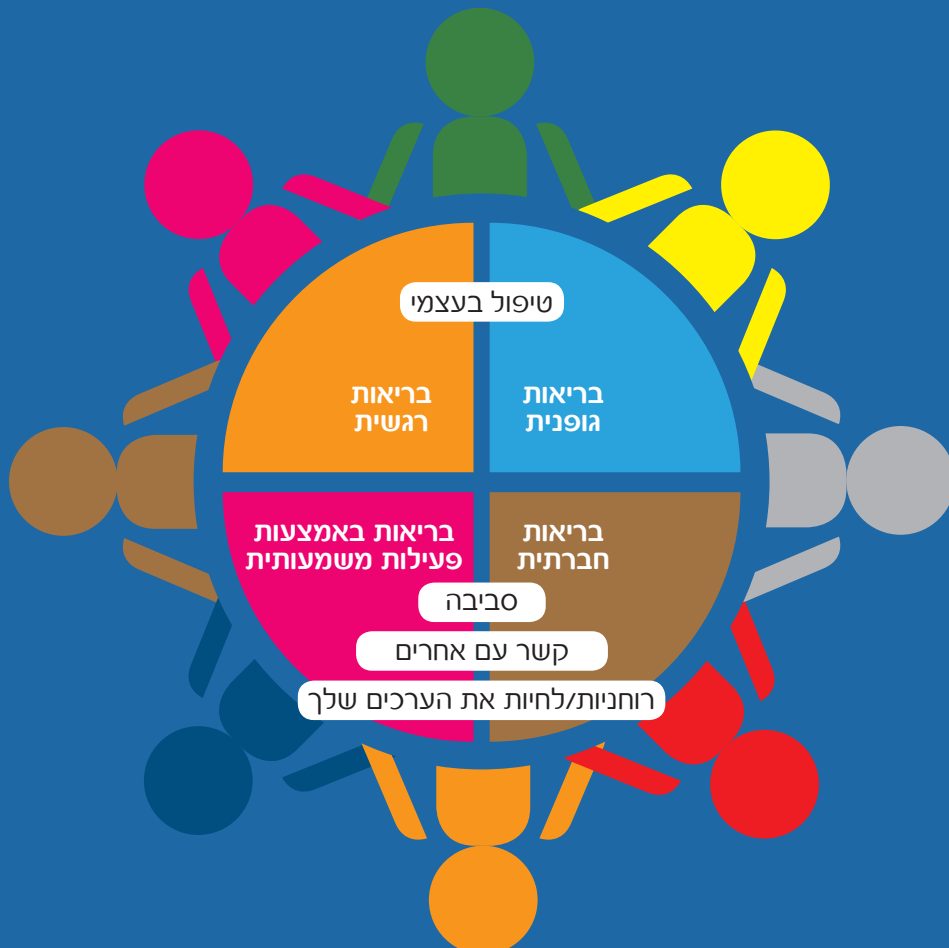 טיפול בעצמי
בריאות
גופנית
בריאות
רגשית
בריאות
חברתית
בריאות באמצעות
פעילות משמעותית
סביבה
קשר עם אחרים
רוחניות/לחיות את הערכים שלך